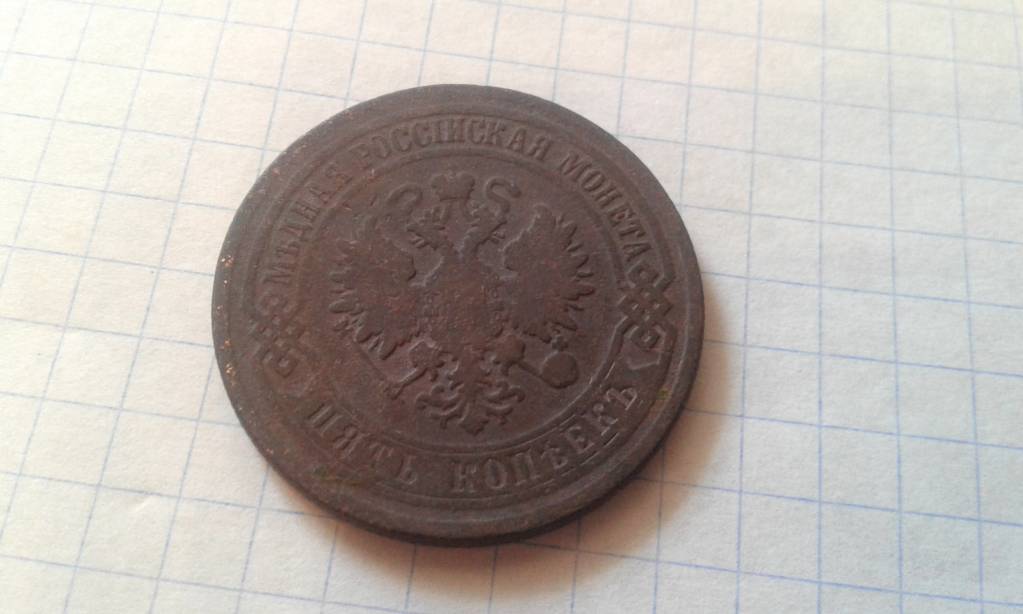 МѢДНАЯ РОССІЙСКАЯ МОНЕТА
ПЯТЬ КОПѢЕКЪ